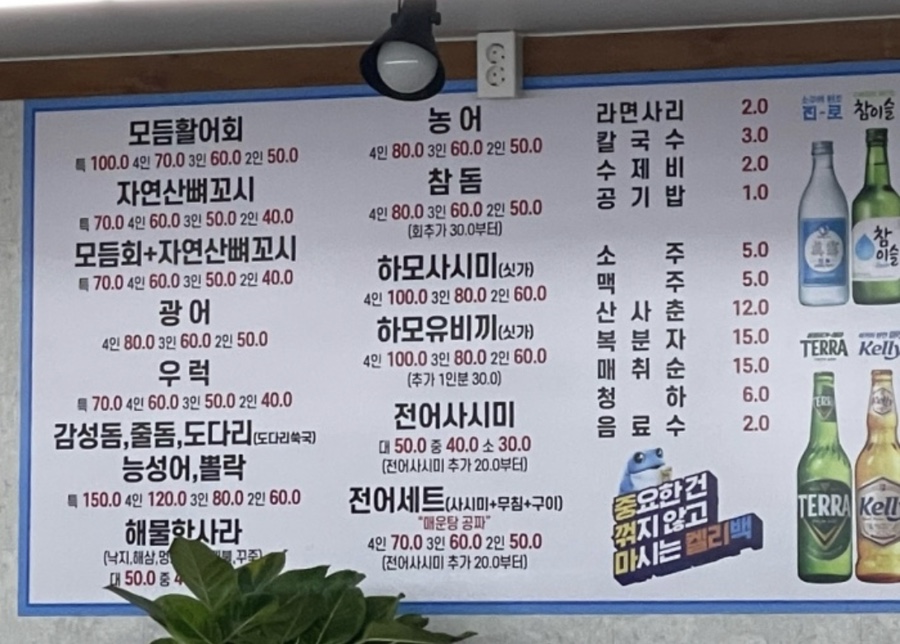 모듬활어회
특 100.0 4인 70.0 3인 60.0 2인 50.0
자연산뼈꼬시
특 70.0 4인 60.0 3인 50.0 2인 40.0
모듬회+자연산뼈꼬시
특 70.0 4인 60.0 3인 50.0 2인 40.0
광 어
4인 80.0 3인 60.0 2인 50.0
우 럭
특 70.0 4인 60.0 3인 50.0 2인 40.0
감성돔,줄돔,도다리(도다리쑥국)
능성어,뽈락
특 150.0 4인 120.0 3인 80.0 2인 60.0
해물한사라
(낙지,해삼,
대 50.0 중
농 어
4인 80.0 3인 60.0 2인 50.0
참 돔
4인 80.0 3인 60.0 2인 50.0
(회추가 30.0부터)
하모사시미(싯가)
4인 100.0 3인 80.0 2인 60.0
하모유비끼(싯가)
4인 100.0 3인 80.0 2인 60.0
(추가 1인분 30.0)
전어사시미
대 50.0 중 40.0 소 30.0
(전어사시미 추가 20.0부터)
전어세트(사시미+무침+구이)
"매운탕 공짜"
4인 70.0 3인 60.0 2인 50.0
(전어사시미 추가 20.0부터)
라면사리 2.0
칼 국 수 3.0
수 제 비 2.0
공 기 밥 1.0
소 주 5.0
맥 주 5.0
산 사 춘 12.0
복 분 자 15.0
매 취 순 15.0
청 하 6.0
음 료 수 2.0
중요한건
꺾지 않고
마시는 켈리백
진-로 참이슬
참이슬
TERRA Kelly
TERRA Kelly